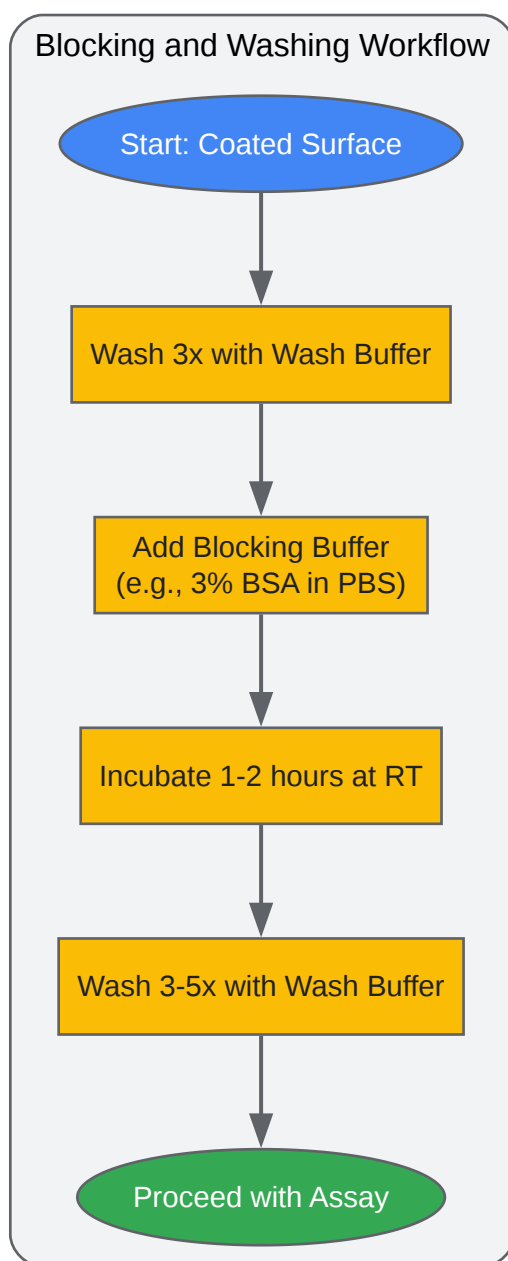 Blocking and Washing Workflow
Start: Coated Surface
Wash 3x with Wash Buffer
Add Blocking Buffer
(e.g., 3% BSA in PBS)
Incubate 1-2 hours at RT
Wash 3-5x with Wash Buffer
Proceed with Assay